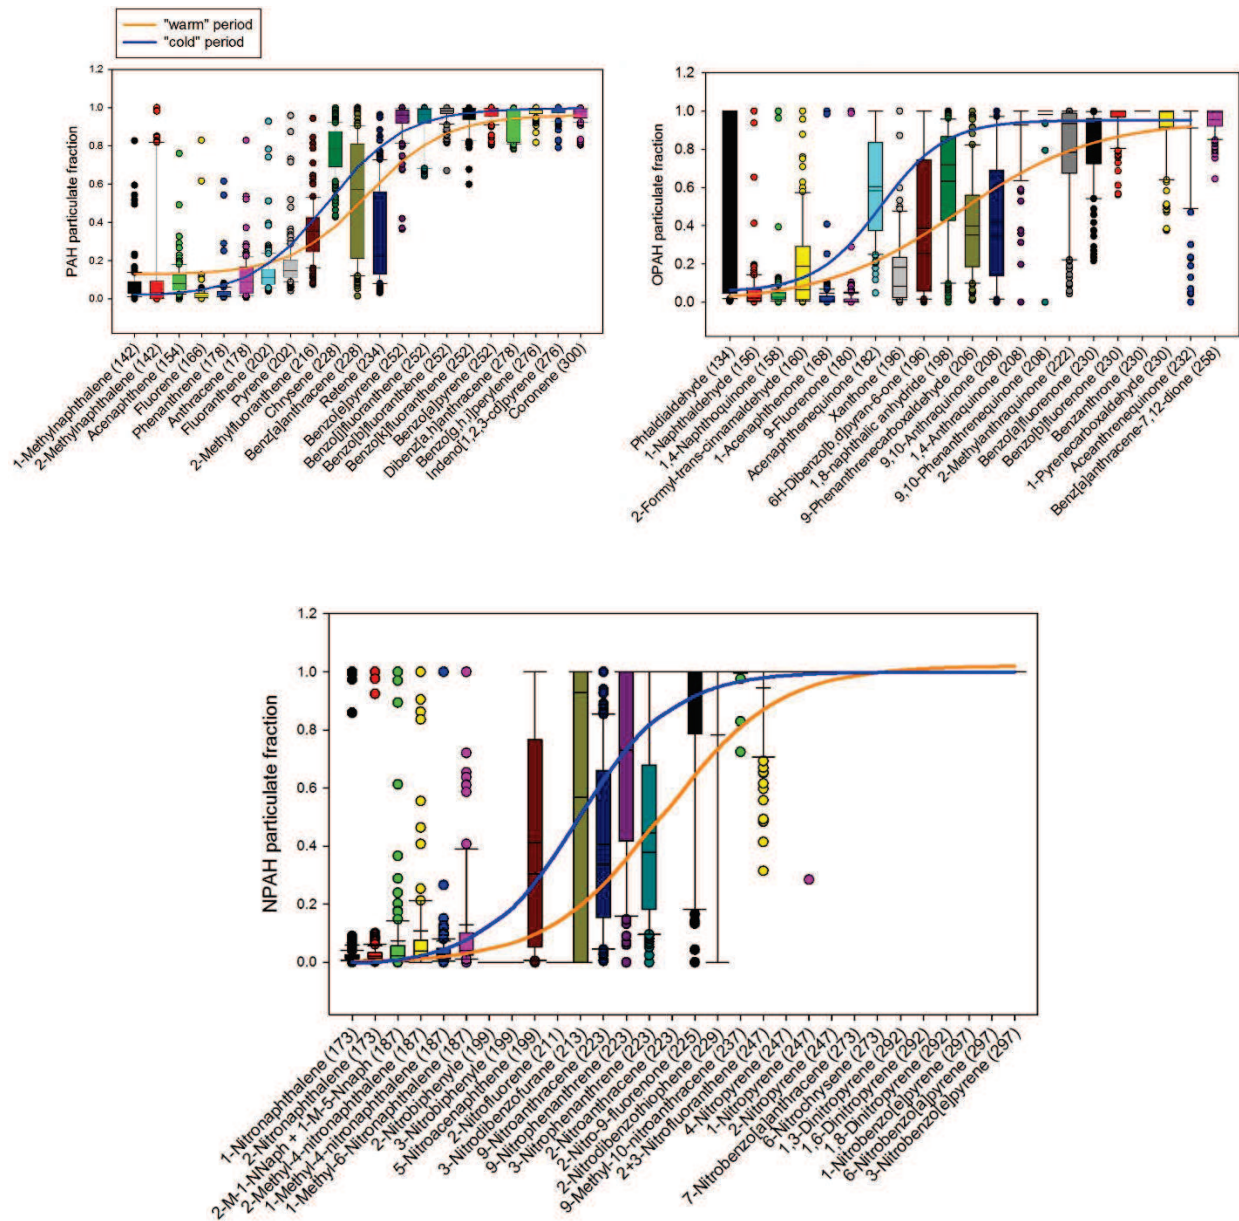 "warm" period
"cold" period
PAH particulate fraction
1.2
1.0
0.8
0.6
0.4
0.2
0.0
1-Methylnaphthalene (142)
2-Methylnaphthalene (142)
Acenaphthene (154)
Fluorene (166)
Phenanthrene (178)
Anthracene (178)
Fluoranthene (202)
Pyrene (202)
2-Methylfluoranthene (216)
Chrysene (228)
Benz[a]anthracene (228)
Retene (234)
Benzo[e]pyrene (252)
Benzo[j]fluoranthène (252)
Benzo[b]fluoranthène (252)
Benzo[K]fluoranthène (252)
Benzo[a]pyrene (252)
Dibenz[a,h]anthracene (278)
Benzo[g,h,i]perylene (276)
Indeno[1,2,3-cd]pyrene (276)
Coronene (300)
OPAH particulate fraction
1.2
1.0
0.8
0.6
0.4
0.2
0.0
Phtaldialdehyde (134)
1-Naphthaldehyde (156)
1,4-Naphthoquinone (158)
2-Formyl-trans-cinnamaldehyde (160)
1-Acenaphthenone (168)
9-Fluorenone (180)
Acenaphthenequinone (182)
Xanthone (196)
6H-Dibenzo[b,d]pyran-6-one (196)
1,8-naphthalic anhydride (198)
9-Phenanthrenecarboxaldehyde (206)
9,10-Anthraquinone (208)
1,4-Anthraquinone (208)
9,10-Phenanthrenequinone (208)
2-Methylanthraquinone (222)
Benzo[a]fluorenone (230)
Benzo[b]fluorenone (230)
Benzanthrone (230)
1-Pyrenecarboxaldehyde (230)
Aceanthrenequinone (232)
Benz[a]anthracene-7,12-dione (258)
NPAH particulate fraction
1.2
1.0
0.8
0.6
0.4
0.2
0.0
1-Nitronaphthalene (173)
2-Nitronaphthalene (173)
2-M-1-NNaph + 1-M-5-Nnaph (187)
2-Methyl-4-nitronaphthalene (187)
1-Methyl-4-nitronaphthalene (187)
1-Methyl-6-Nitronaphthalene (187)
2-Nitrobiphenyle (199)
3-Nitrobiphenyle (199)
5-Nitroacenaphthene (199)
2-Nitrofluorene (211)
3-Nitrodibenzofurane (213)
9-Nitroanthracene (223)
9-Nitrophenanthrene (223)
3-Nitrophenanthrene (223)
2-Nitroanthracene (223)
2-Nitro-9-fluorenone (225)
2-Nitrodibenzothiophene (229)
9-Methyl-10-nitroanthracene (237)
2+3-Nitrofluoranthene (247)
4-Nitropyrene (247)
1-Nitropyrene (247)
2-Nitropyrene (247)
7-Nitrobenzo[a]anthracene (273)
6-Nitrochrysene (273)
1,3-Dinitropyrene (292)
1,6-Dinitropyrene (292)
1,8-Dinitropyrene (292)
1-Nitrobenzo[a]pyrene (297)
6-Nitrobenzo[a]pyrene (297)
3-Nitrobenzo[e]pyrene (297)